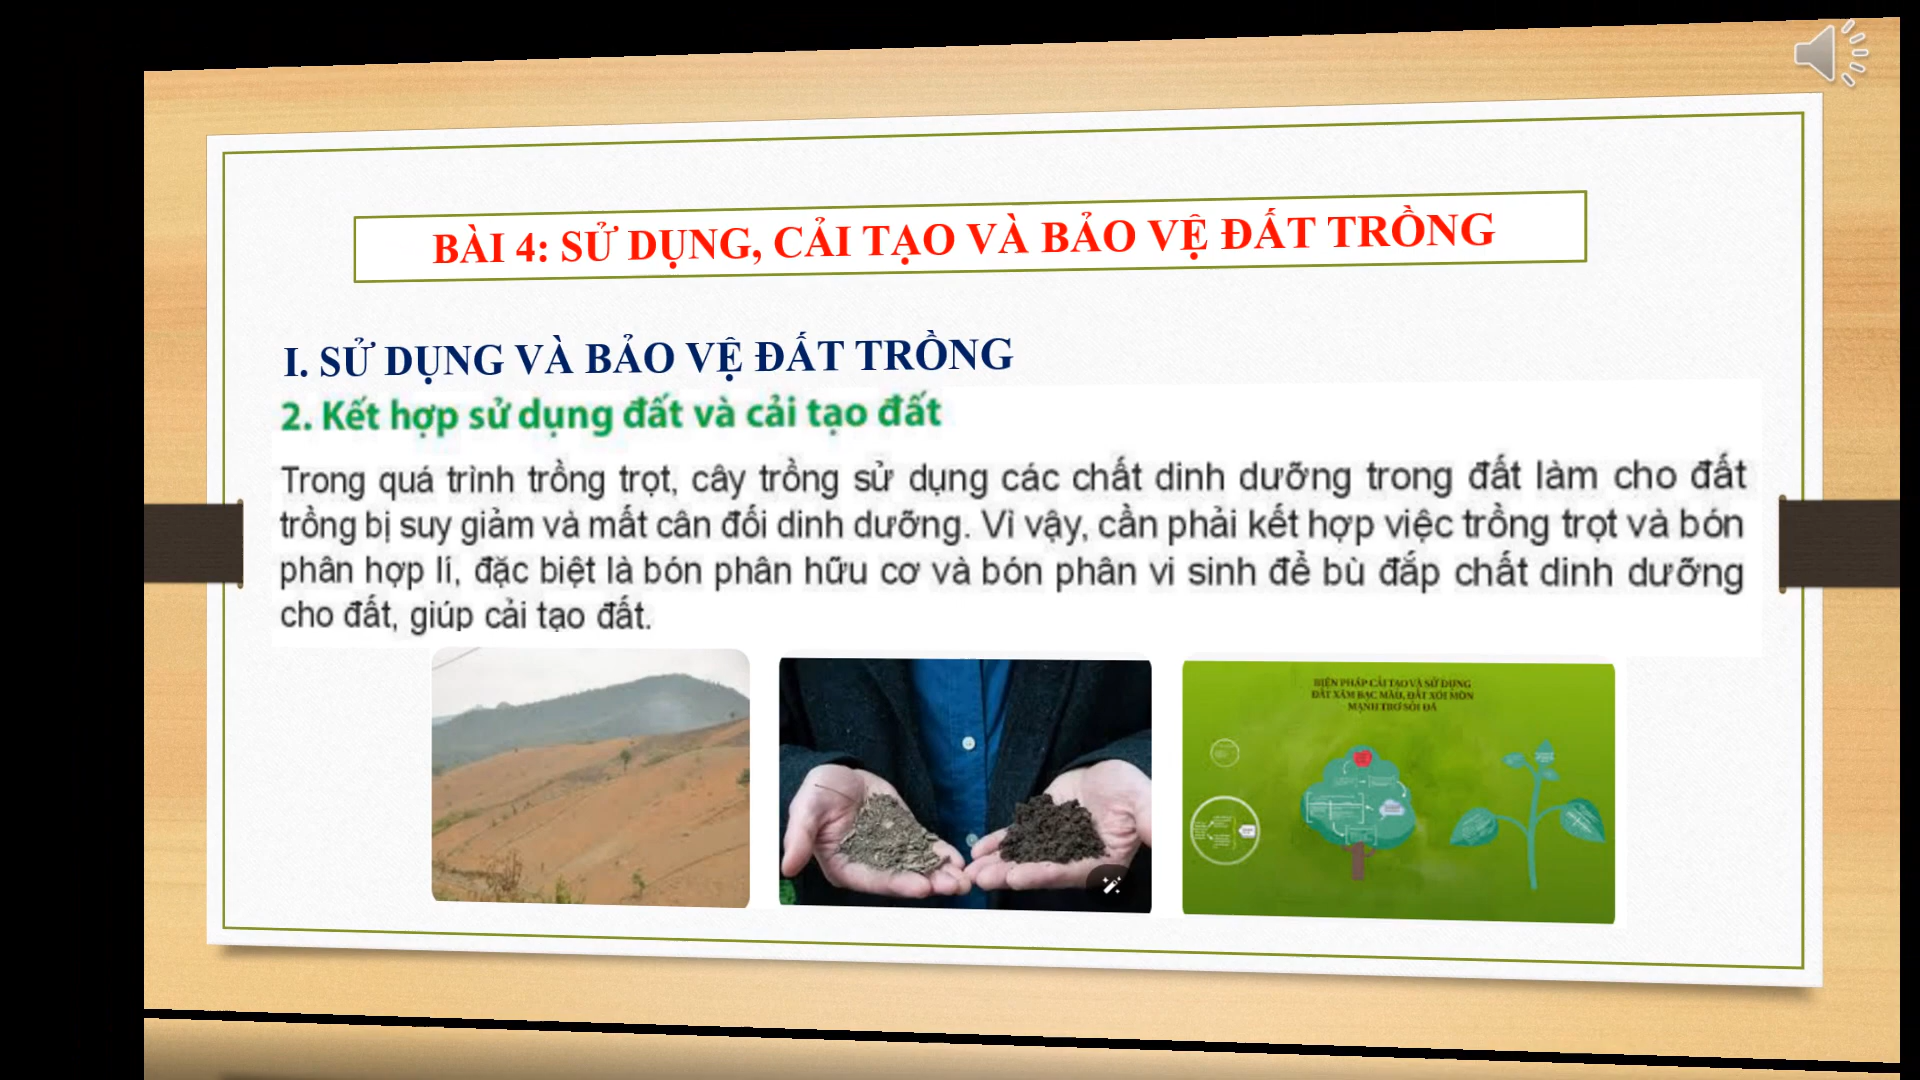 BÀI 4: SỬ DỤNG, CẢI TẠO VÀ BẢO VỆ ĐẤT TRỒNG
I. SỬ DỤNG VÀ BẢO VỆ ĐẤT TRỒNG
2. Kết hợp sử dụng đất và cải tạo đất
Trong quá trình trồng trọt, cây trồng sử dụng các chất dinh dưỡng trong đất làm cho đất
trồng bị suy giảm và mất cân đối dinh dưỡng. Vì vậy, cần phải kết hợp việc trồng trọt và bón
phân hợp lí, đặc biệt là bón phân hữu cơ và bón phân vi sinh để bù đắp chất dinh dưỡng
cho đất, giúp cải tạo đất.
BIỆN PHÁP CẢI TẠO VÀ SỬ DỤNG
ĐẤT XÁM BẠC MÀU, ĐẤT XÓI MÒN
MẠNH TRƠ SỎI ĐÁ